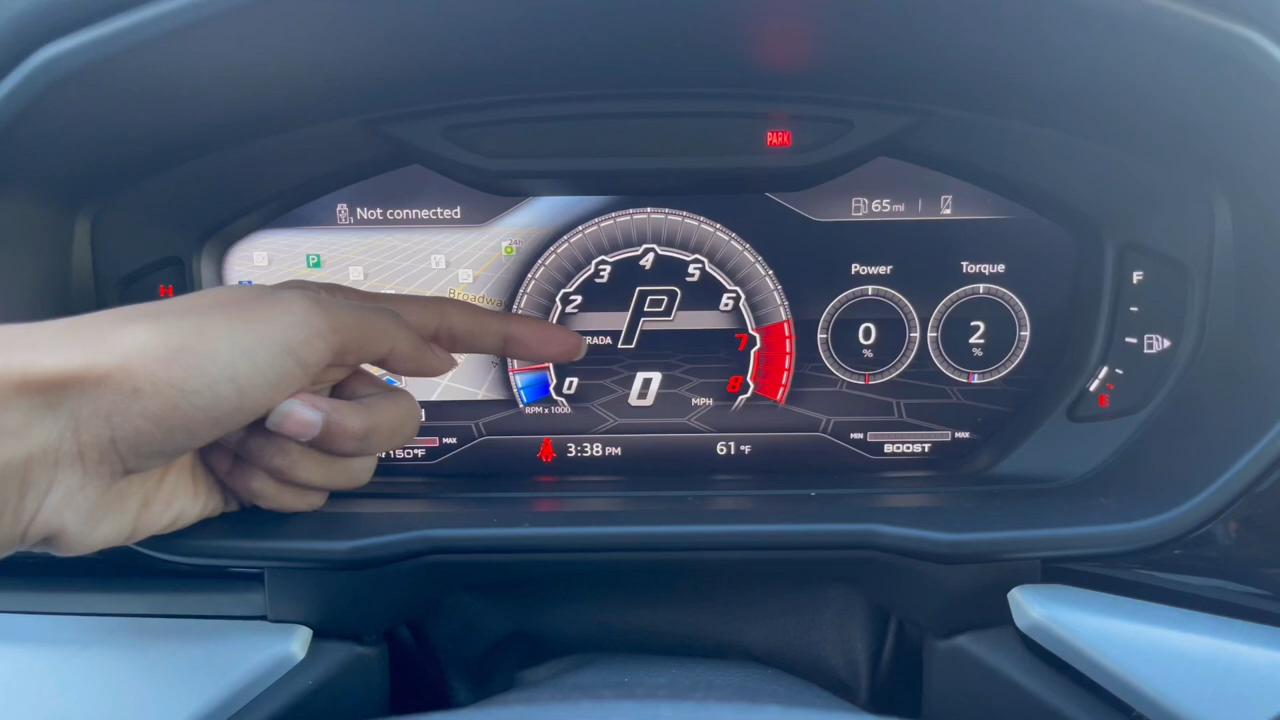 PARK
Not connected
65 mi
24h
P
Broadway
Power
0
%
Torque
2
%
F
H
E
0
2
3
4
5
6
7
8
P
0
MPH
RPM x 1000
MAX
150°F
3:38 PM
61 °F
MIN
MAX
BOOST